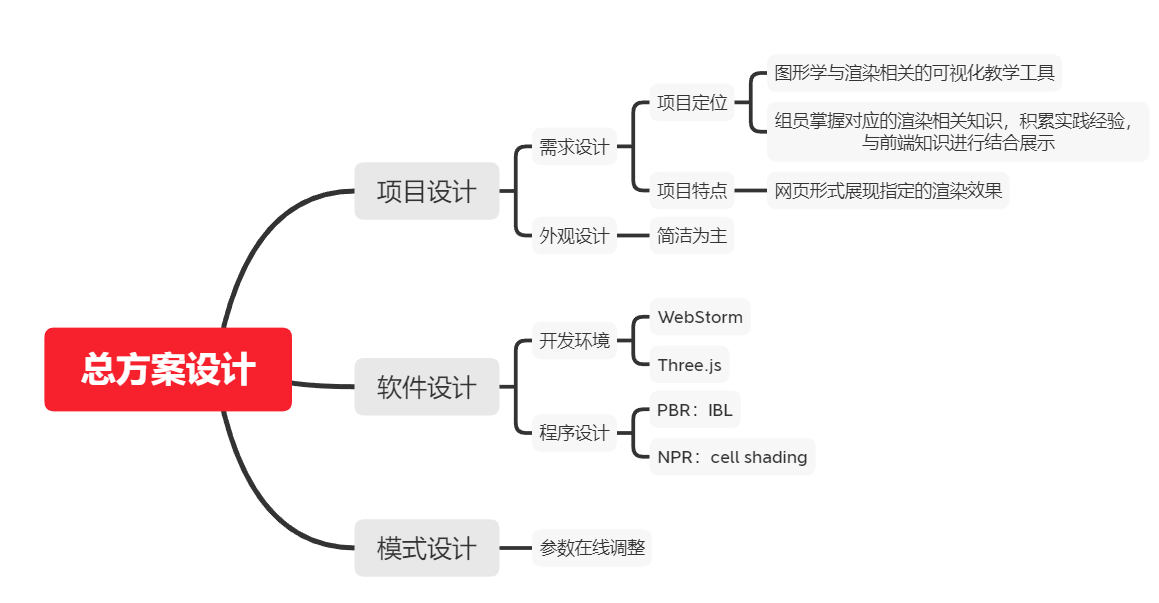 总方案设计
项目设计
需求设计
项目定位
图形学与渲染相关的可视化教学工具
组员掌握对应的渲染相关知识，积累实践经验，
与前端知识进行结合展示
项目特点
网页形式展现指定的渲染效果
外观设计
简洁为主
软件设计
开发环境
WebStorm
Three.js
程序设计
PBR：IBL
NPR：cell shading
模式设计
参数在线调整